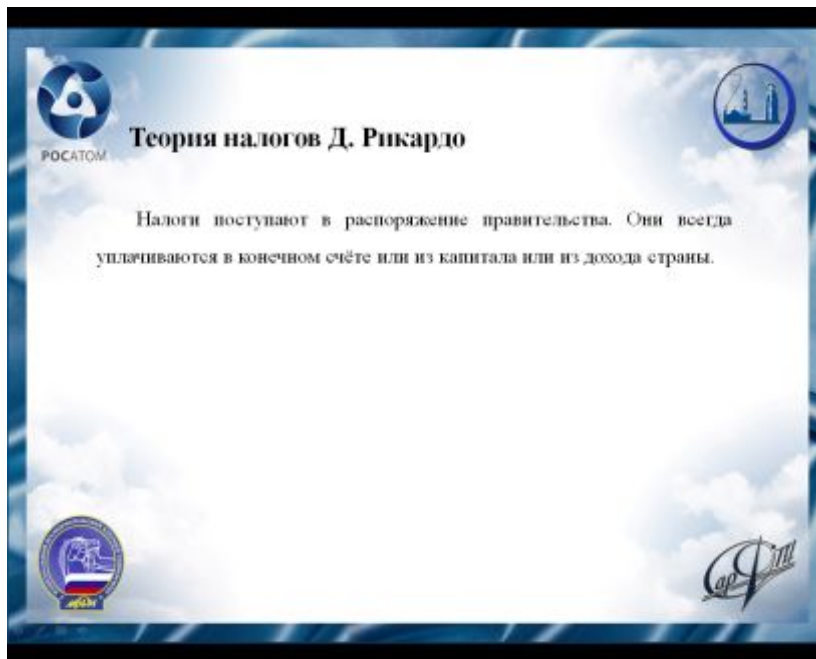 РОСАТОМ
Теория налогов Д. Рикардо
Налоги поступают в распоряжение правительства. Они всегда
уплачиваются в конечном счёте или из капитала или из дохода страны.
СарФТИ